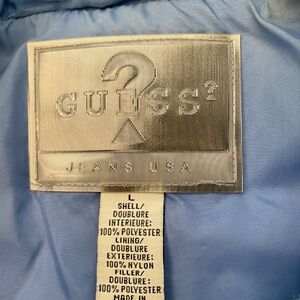 GUESS?
JEANS USA
L
SHELL/
DOUBLURE
INTERIEURE:
100% POLYESTER
LINING/
DOUBLURE
EXTERIEURE:
100% NYLON
FILLER/
DOUBLURE
100% POLYESTER
MADE IN